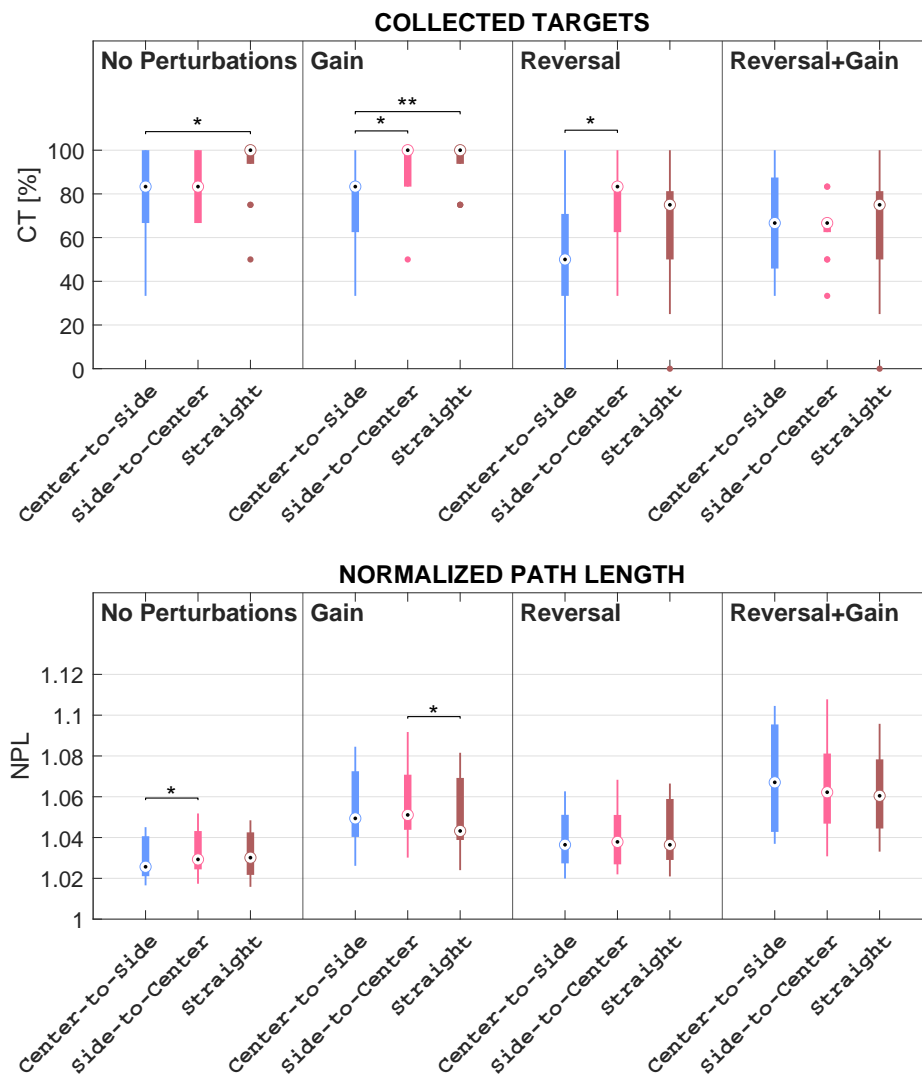 COLLECTED TARGETS
No Perturbations Gain Reversal Reversal+Gain
**
* * *
100
80
60
40
20
0
CT [%]
Center-to-Side Side-to-Center Straight Center-to-Side Side-to-Center Straight Center-to-Side Side-to-Center Straight Center-to-Side Side-to-Center Straight
NORMALIZED PATH LENGTH
No Perturbations Gain Reversal Reversal+Gain
1.12
1.1
1.08
1.06
1.04
1.02
1
NPL
*
*
Center-to-Side Side-to-Center Straight Center-to-Side Side-to-Center Straight Center-to-Side Side-to-Center Straight Center-to-Side Side-to-Center Straight